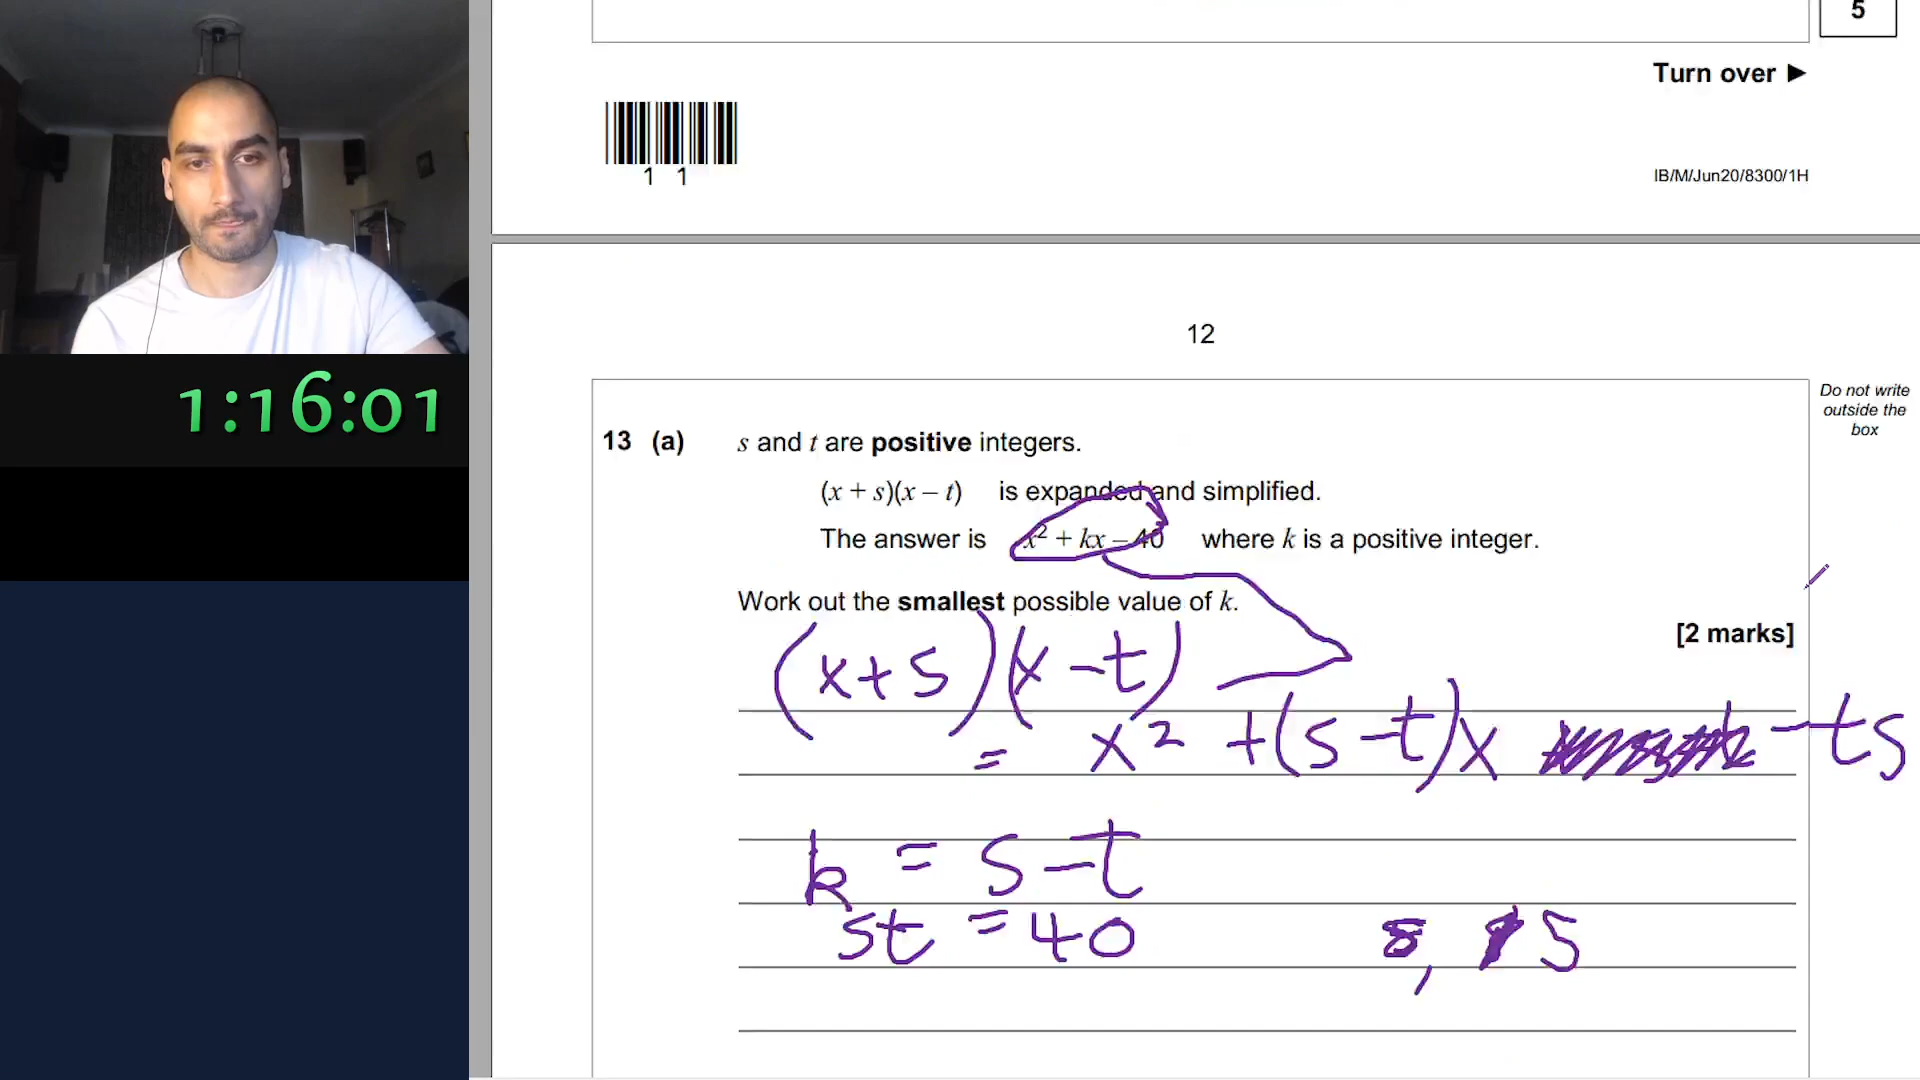 5
Turn over ►
1 1
IB/M/Jun20/8300/1H
1:16:01
12
Do not write
outside the
box
13 (a) s and t are positive integers.
(x + s)(x – t) is expanded and simplified.
The answer is x² + kx – 40 where k is a positive integer.
Work out the smallest possible value of k.
[2 marks]
(x+s)(x-t)
= x² +(s-t)x -ts
k = s-t
st = 40
8, 5